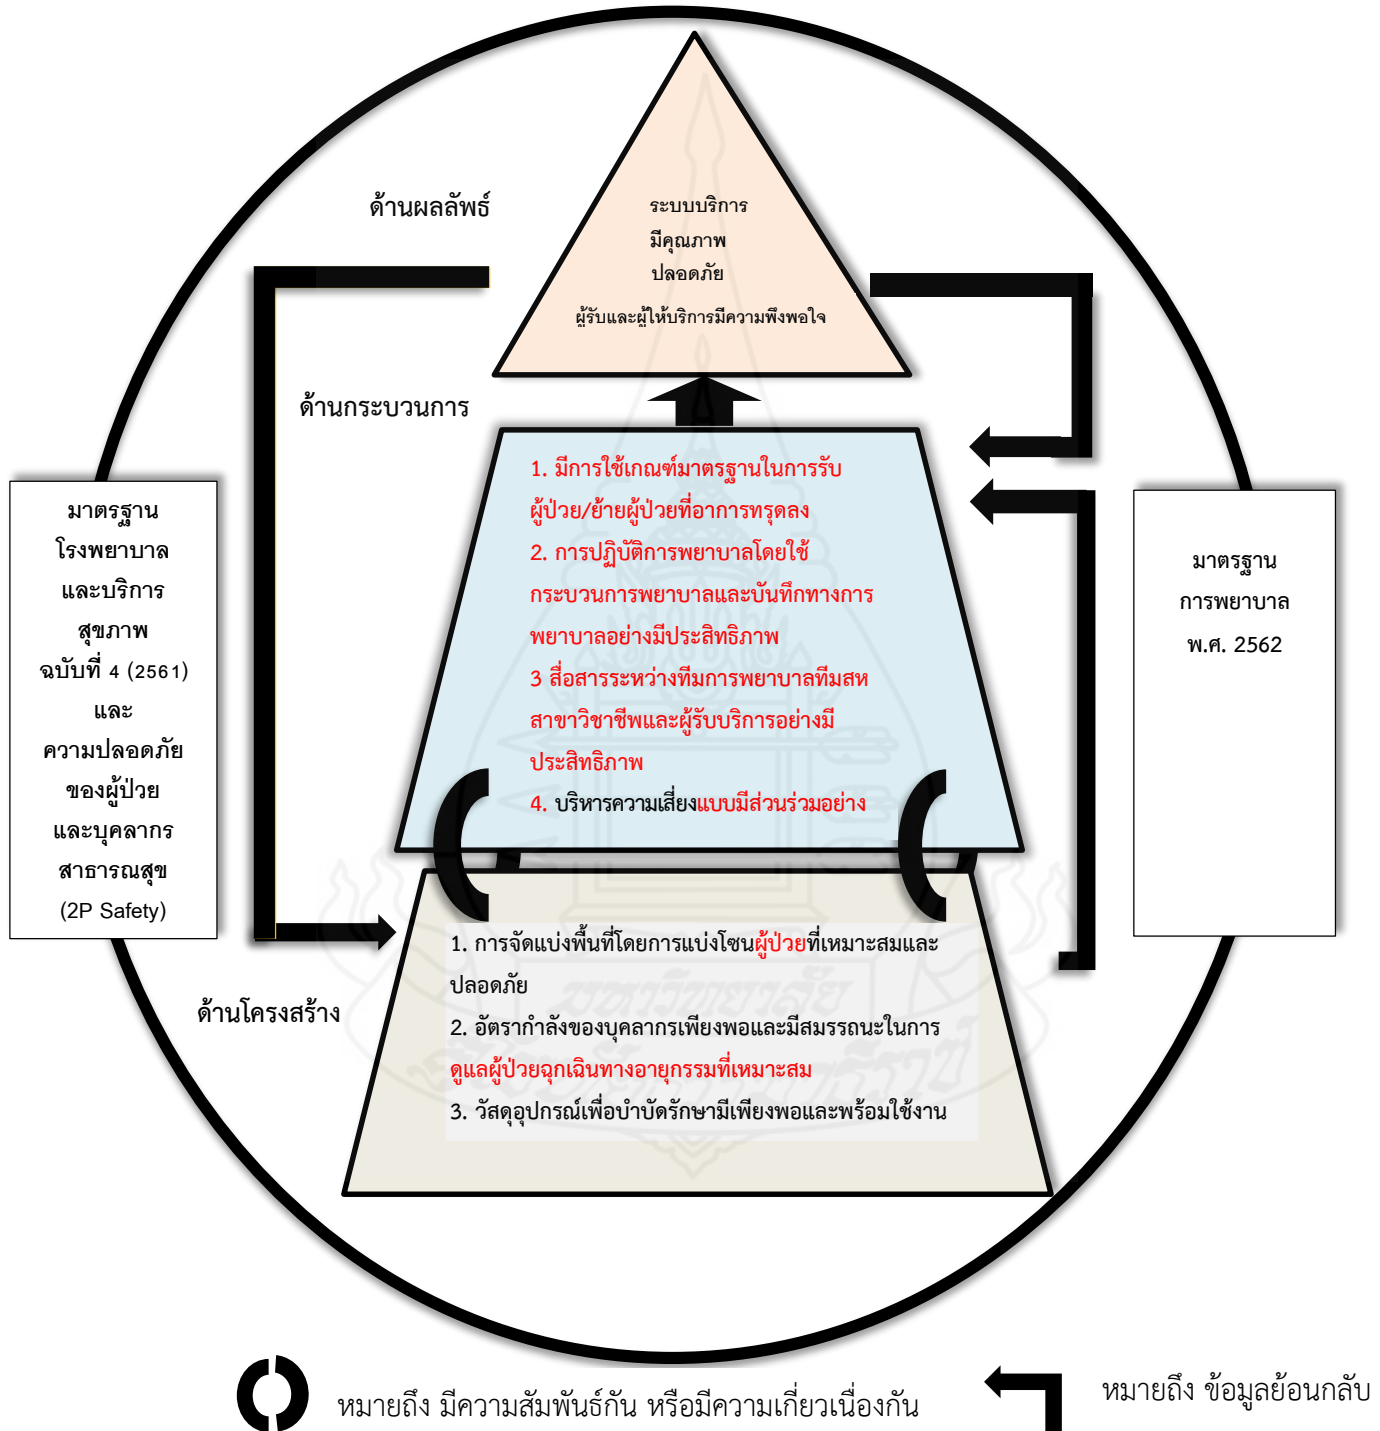 ด้านผลลัพธ์
ระบบบริการ
มีคุณภาพ
ปลอดภัย
ผู้รับและผู้ให้บริการมีความพึงพอใจ
ด้านกระบวนการ
1. มีการใช้เกณฑ์มาตรฐานในการรับ
ผู้ป่วย/ย้ายผู้ป่วยที่อาการทรุดลง
2. การปฏิบัติการพยาบาลโดยใช้
กระบวนการพยาบาลและบันทึกทางการ
พยาบาลอย่างมีประสิทธิภาพ
3 สื่อสารระหว่างทีมการพยาบาลทีมสห
สาขาวิชาชีพและผู้รับบริการอย่างมี
ประสิทธิภาพ
4. บริหารความเสี่ยงแบบมีส่วนร่วมอย่าง
มาตรฐาน
โรงพยาบาล
และบริการ
สุขภาพ
ฉบับที่ 4 (2561)
และ
ความปลอดภัย
ของผู้ป่วย
และบุคลากร
สาธารณสุข
(2P Safety)
มาตรฐาน
การพยาบาล
พ.ศ. 2562
ด้านโครงสร้าง
1. การจัดแบ่งพื้นที่โดยการแบ่งโซนผู้ป่วยที่เหมาะสมและ
ปลอดภัย
2. อัตรากำลังของบุคลากรเพียงพอและมีสมรรถนะในการ
ดูแลผู้ป่วยฉุกเฉินทางอายุกรรมที่เหมาะสม
3. วัสดุอุปกรณ์เพื่อบำบัดรักษามีเพียงพอและพร้อมใช้งาน
มหาวิทยาลัย
สุโขทัยธรรมาธิราช
หมายถึง มีความสัมพันธ์กัน หรือมีความเกี่ยวเนื่องกัน
หมายถึง ข้อมูลย้อนกลับ